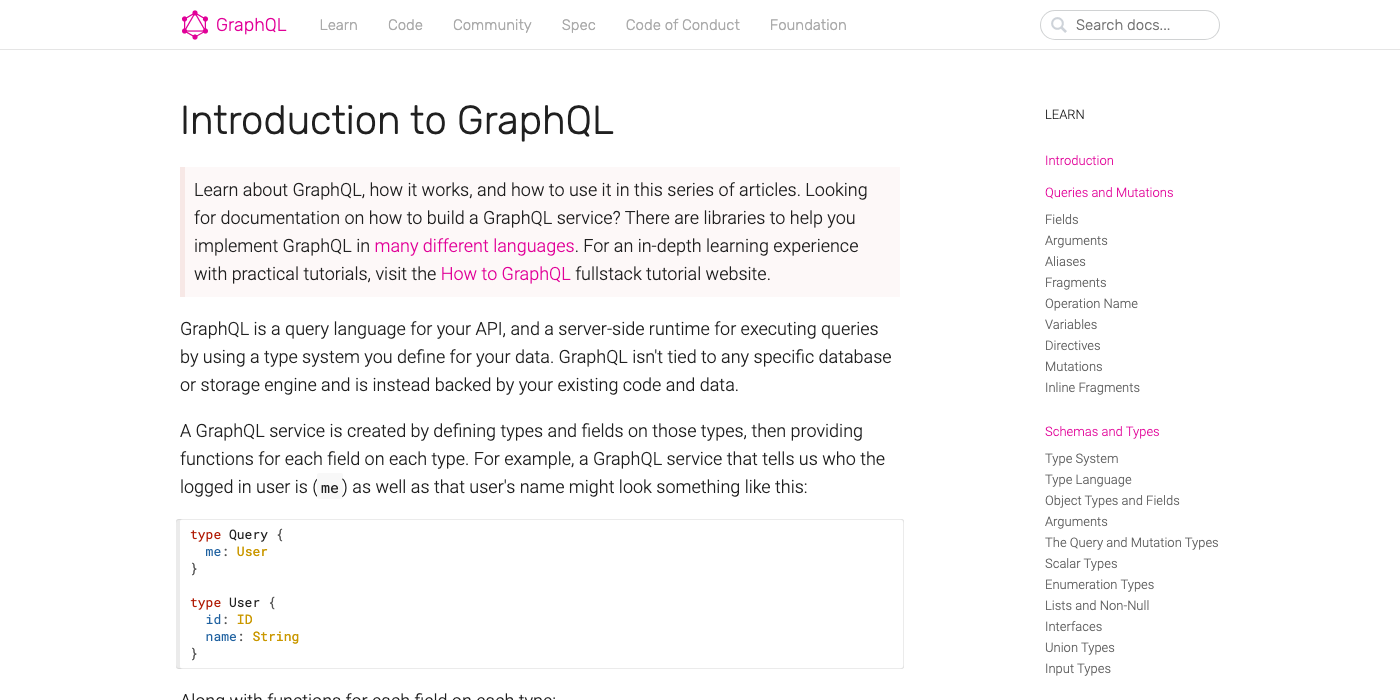 GraphQL Learn Code Community Spec Code of Conduct Foundation Search docs...
Introduction to GraphQL
Learn about GraphQL, how it works, and how to use it in this series of articles. Looking
for documentation on how to build a GraphQL service? There are libraries to help you
implement GraphQL in many different languages. For an in-depth learning experience
with practical tutorials, visit the How to GraphQL fullstack tutorial website.
GraphQL is a query language for your API, and a server-side runtime for executing queries
by using a type system you define for your data. GraphQL isn't tied to any specific database
or storage engine and is instead backed by your existing code and data.
A GraphQL service is created by defining types and fields on those types, then providing
functions for each field on each type. For example, a GraphQL service that tells us who the
logged in user is (me) as well as that user's name might look something like this:
type Query {
  me: User
}
type User {
  id: ID
  name: String
}
Along with functions for each field on each type:
LEARN
Introduction
Queries and Mutations
Fields
Arguments
Aliases
Fragments
Operation Name
Variables
Directives
Mutations
Inline Fragments
Schemas and Types
Type System
Type Language
Object Types and Fields
Arguments
The Query and Mutation Types
Scalar Types
Enumeration Types
Lists and Non-Null
Interfaces
Union Types
Input Types